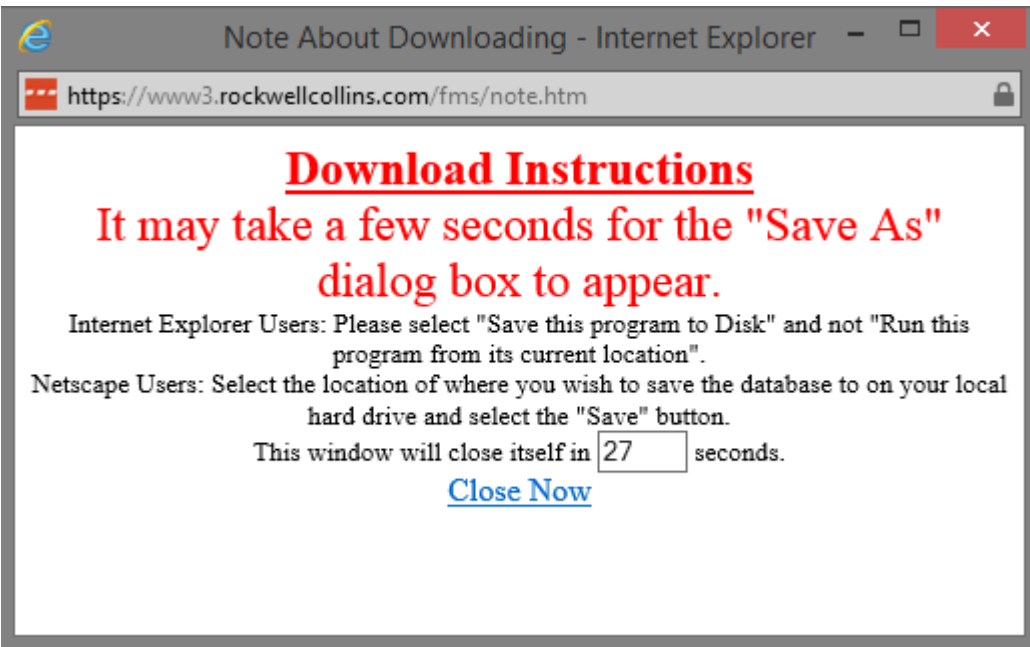 Note About Downloading - Internet Explorer
https://www3.rockwellcollins.com/fms/note.htm
Download Instructions
It may take a few seconds for the "Save As"
dialog box to appear.
Internet Explorer Users: Please select "Save this program to Disk" and not "Run this
program from its current location".
Netscape Users: Select the location of where you wish to save the database to on your local
hard drive and select the "Save" button.
This window will close itself in 27 seconds.
Close Now